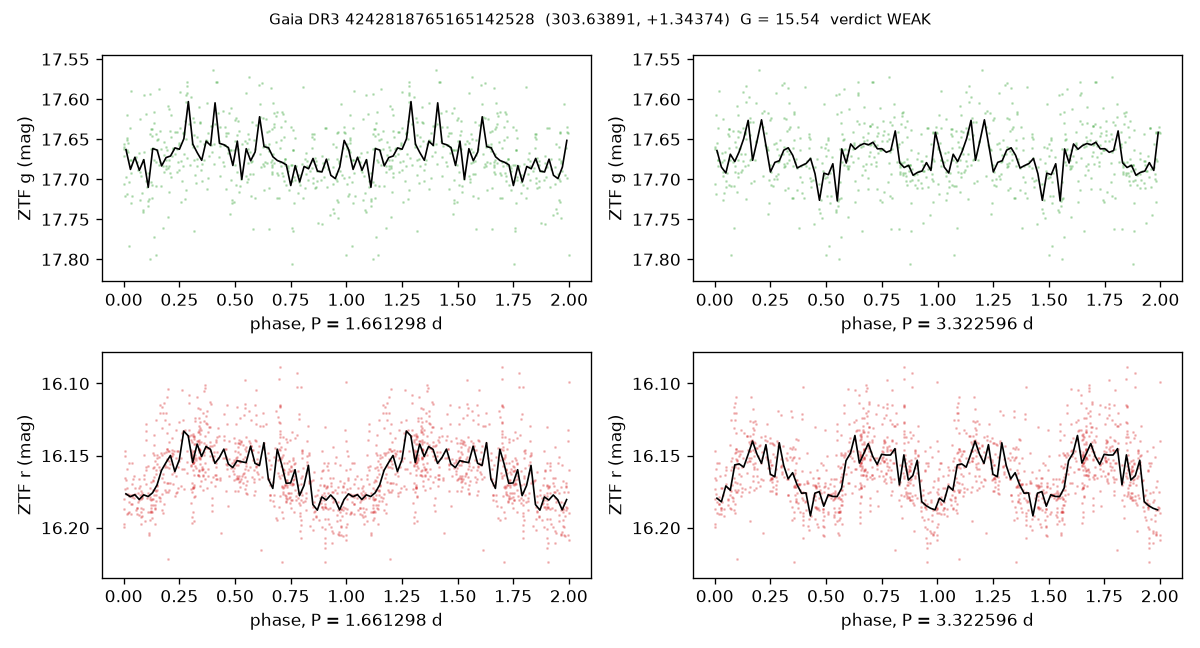 Gaia DR3 4242818765165142528  (303.63891, +1.34374)  G = 15.54  verdict WEAK
ZTF g (mag)
17.55
17.60
17.65
17.70
17.75
17.80
0.00 0.25 0.50 0.75 1.00 1.25 1.50 1.75 2.00
phase, P = 1.661298 d
ZTF g (mag)
17.55
17.60
17.65
17.70
17.75
17.80
0.00 0.25 0.50 0.75 1.00 1.25 1.50 1.75 2.00
phase, P = 3.322596 d
ZTF r (mag)
16.10
16.15
16.20
0.00 0.25 0.50 0.75 1.00 1.25 1.50 1.75 2.00
phase, P = 1.661298 d
ZTF r (mag)
16.10
16.15
16.20
0.00 0.25 0.50 0.75 1.00 1.25 1.50 1.75 2.00
phase, P = 3.322596 d